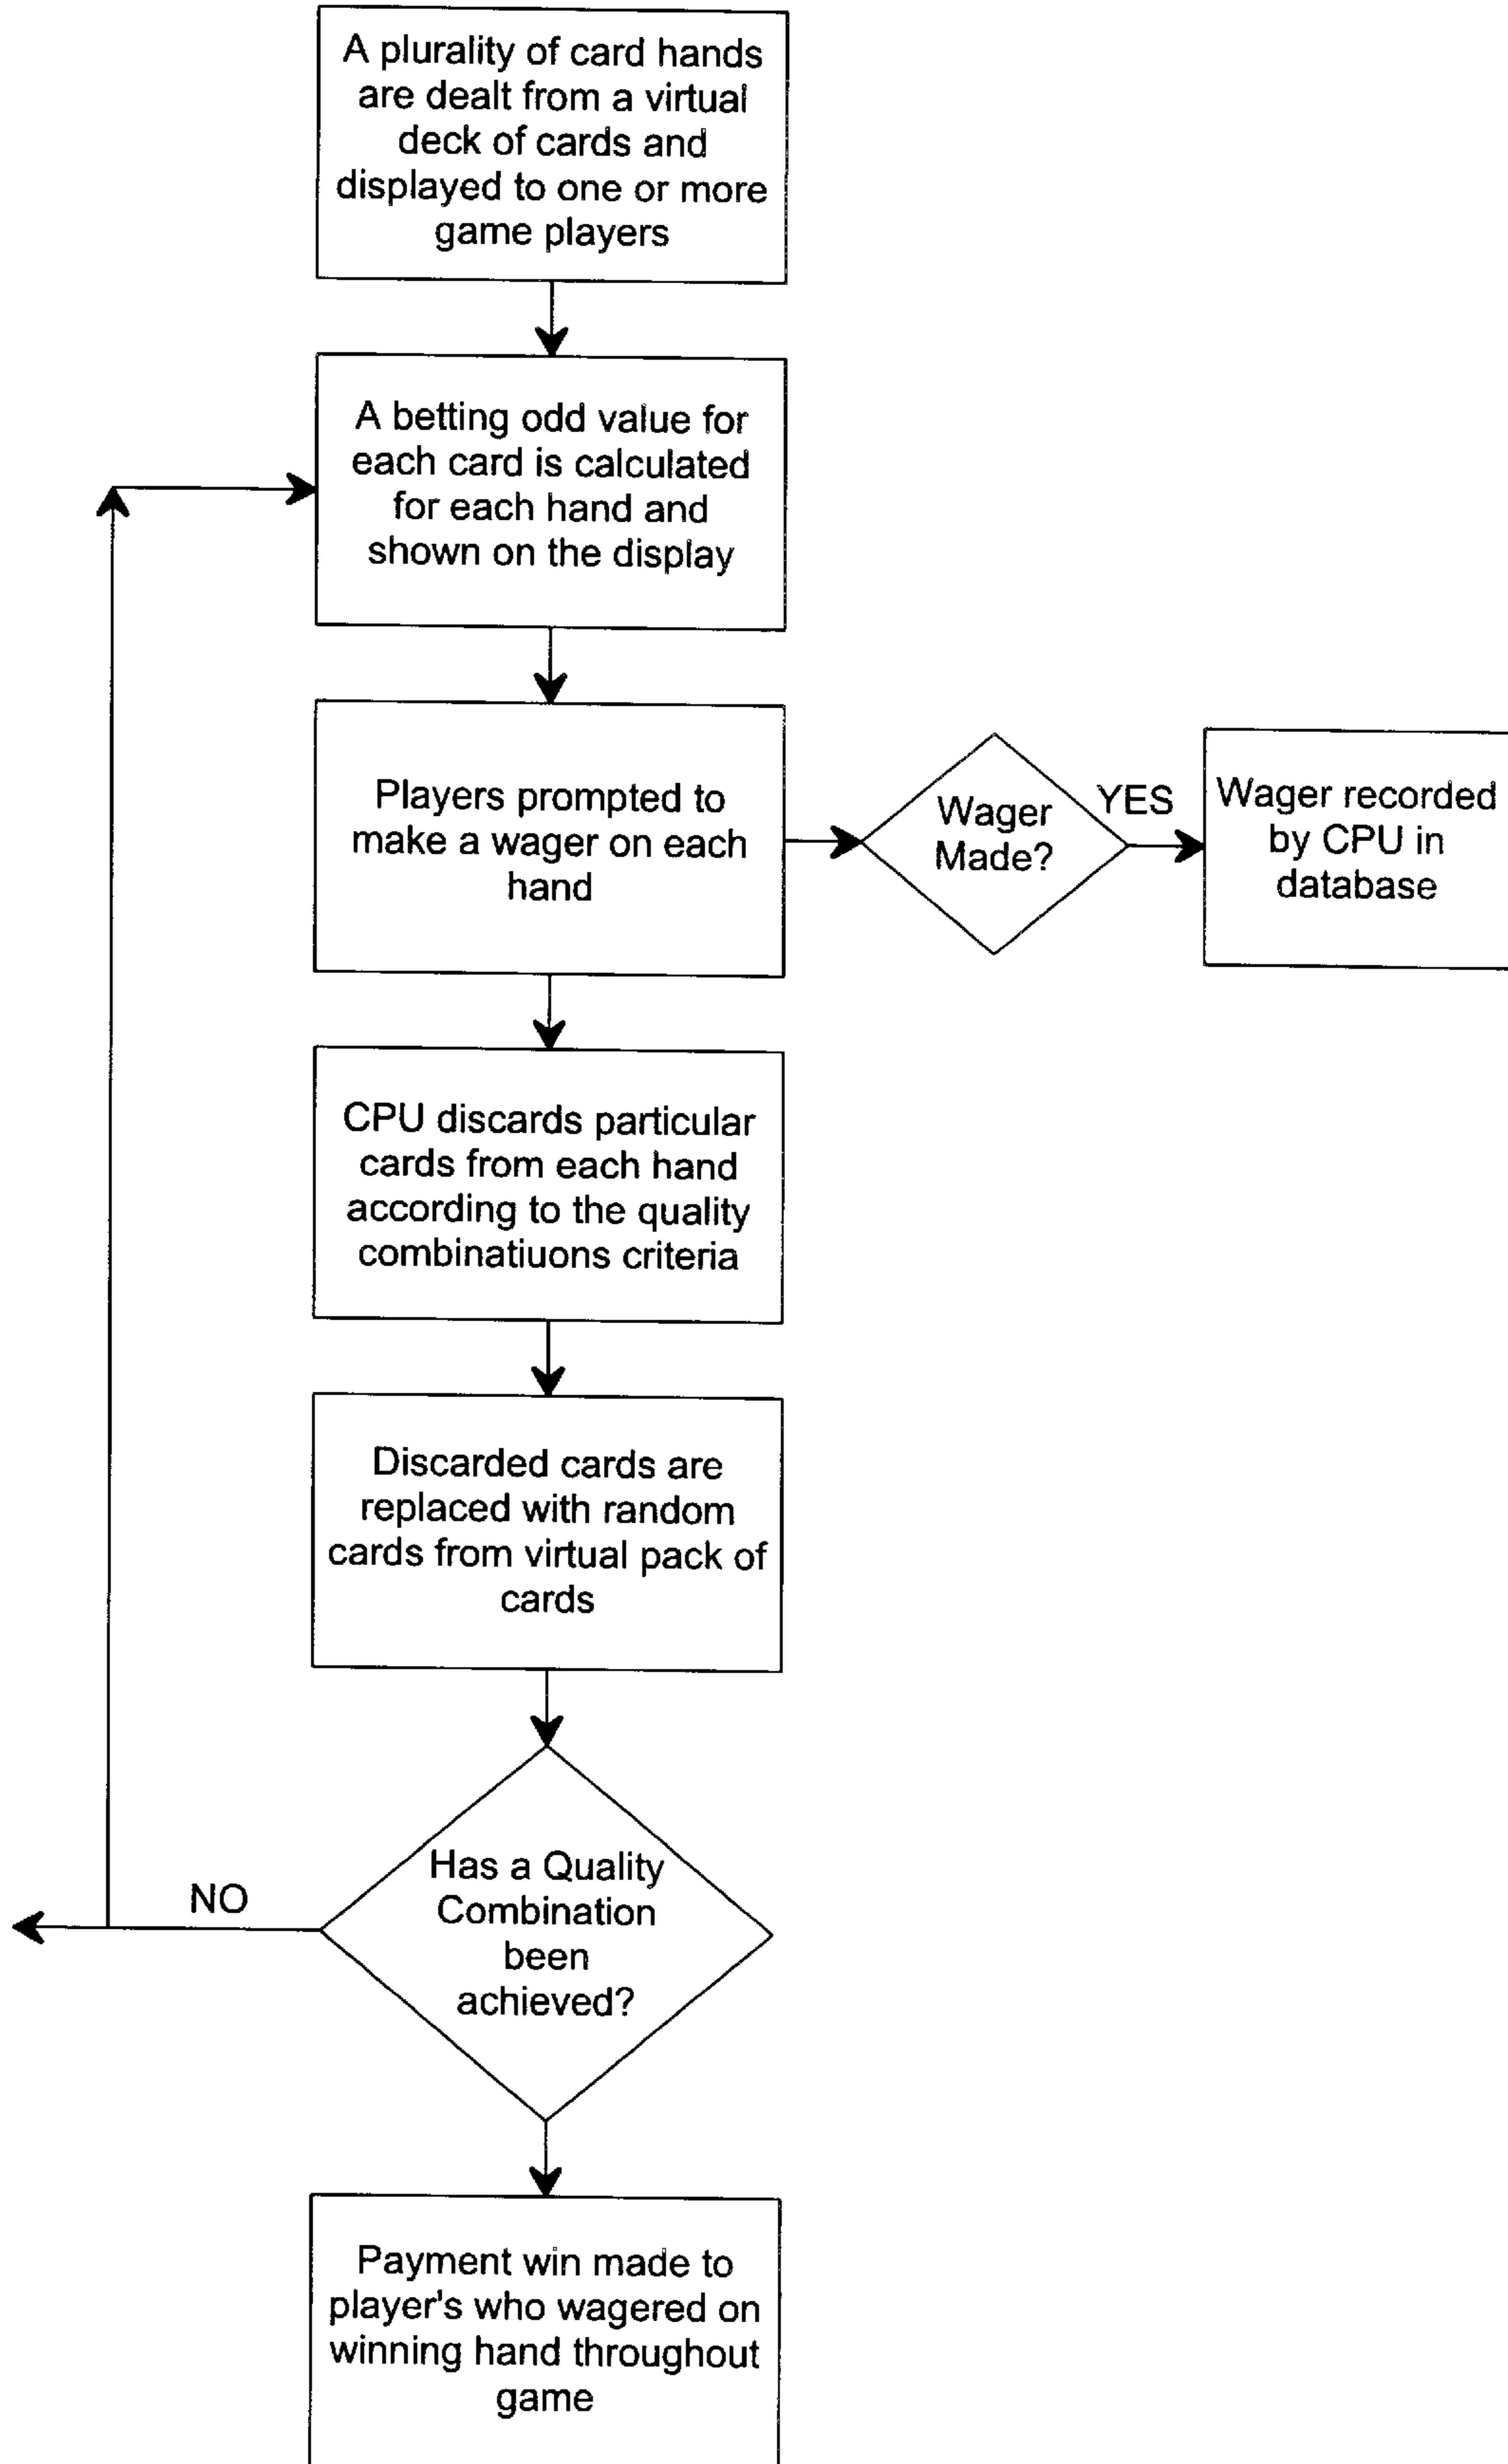 A plurality of card hands
are dealt from a virtual
deck of cards and
displayed to one or more
game players
A betting odd value for
each card is calculated
for each hand and
shown on the display
Players prompted to
make a wager on each
hand
Wager
Made?
YES
Wager recorded
by CPU in
database
CPU discards particular
cards from each hand
according to the quality
combinatiuons criteria
Discarded cards are
replaced with random
cards from virtual pack of
cards
Has a Quality
Combination
been
achieved?
NO
Payment win made to
player's who wagered on
winning hand throughout
game